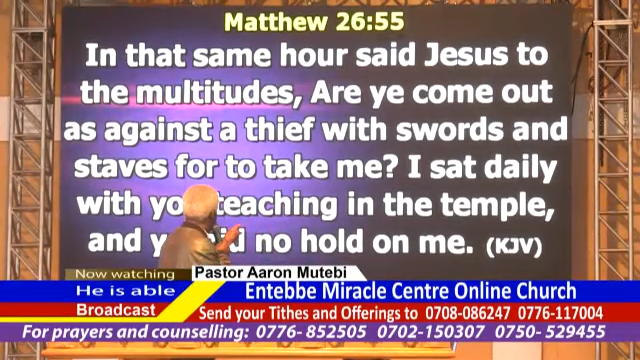 Matthew 26:55
In that same hour said Jesus to
the multitudes, Are ye come out
as against a thief with swords and
staves for to take me? I sat daily
with teaching in the temple,
and no hold on me. (KJV)
Now watching
Pastor Aaron Mutebi
He is able
Entebbe Miracle Centre Online Church
Broadcast
Send your Tithes and Offerings to 0708-086247 0776-117004
For prayers and counselling: 0776- 852505 0702-150307 0750- 529455